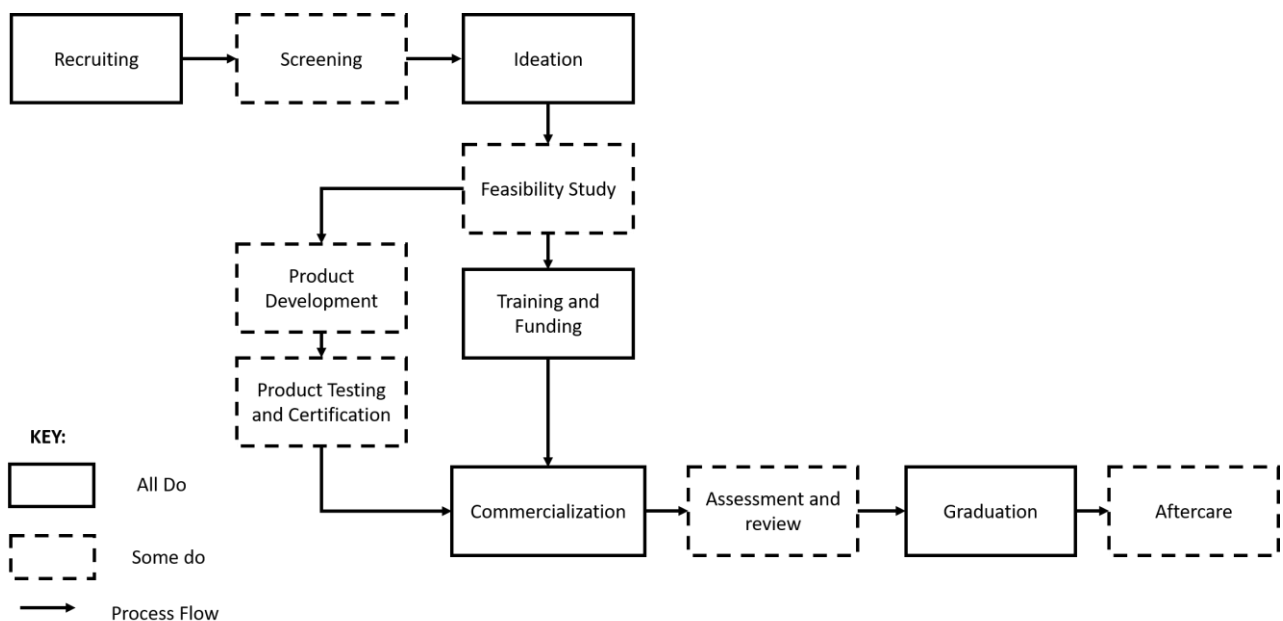 Recruiting
Screening
Ideation
Feasibility Study
Product
Development
Training and
Funding
Product Testing
and Certification
KEY:
All Do
Some do
Process Flow
Commercialization
Assessment and
review
Graduation
Aftercare